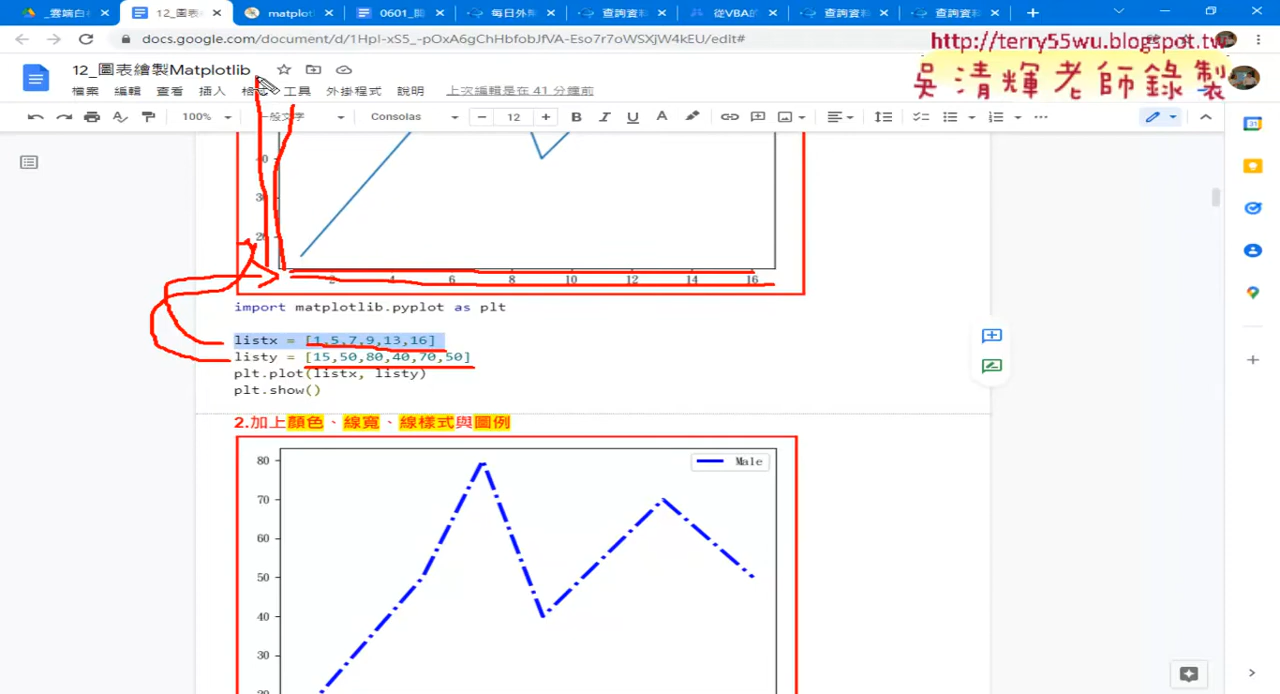 _雲端白
12_圖表
matplotl
0601_
每日外
查詢資
從VBA的
查詢資
查詢資
docs.google.com/document/d/1HpI-xS5_-pOxA6gChHbfobJfVA-Eso7r7oWSXjW4kEU/edit#
http://terry55wu.blogspot.tw
吳清輝老師錄製
12_圖表繪製Matplotlib
檔案 編輯 查看 插入 工具 外掛程式 說明 上次編輯是在 41 分鐘前
100% 一般文字 Consolas 12
B I U A
40
30
20
2 4 6 8 10 12 14 16
import matplotlib.pyplot as plt
listx = [1,5,7,9,13,16]
listy = [15,50,80,40,70,50]
plt.plot(listx, listy)
plt.show()
2.加上顏色、線寬、線樣式與圖例
Male
80
70
60
50
40
30
20